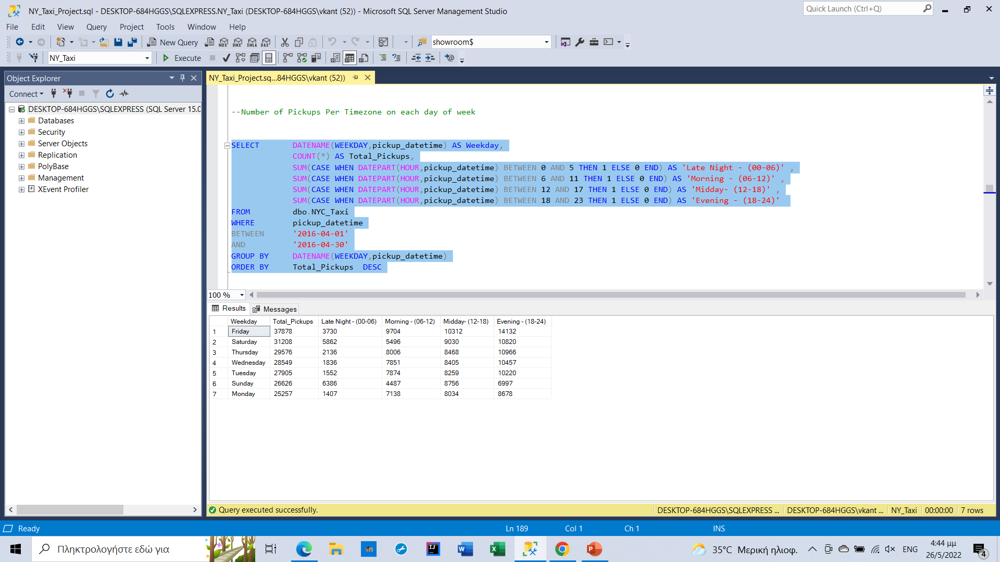 NY_Taxi_Project.sql - DESKTOP-684HGGS\SQLEXPRESS.NY_Taxi (DESKTOP-684HGGS\vkant (52)) - Microsoft SQL Server Management Studio
Quick Launch (Ctrl+Q)
File Edit View Query Project Tools Window Help
New Query MDX DMX XMLA DAX showroom$
NY_Taxi Execute
Object Explorer
NY_Taxi_Project.sq...84HGGS\vkant (52))
Connect
DESKTOP-684HGGS\SQLEXPRESS (SQL Server 15.0
Databases
Security
Server Objects
Replication
PolyBase
Management
XEvent Profiler
--Number of Pickups Per Timezone on each day of week
SELECT DATENAME(WEEKDAY,pickup_datetime) AS Weekday,
COUNT(*) AS Total_Pickups,
SUM(CASE WHEN DATEPART(HOUR,pickup_datetime) BETWEEN 0 AND 5 THEN 1 ELSE 0 END) AS 'Late Night - (00-06)' ,
SUM(CASE WHEN DATEPART(HOUR,pickup_datetime) BETWEEN 6 AND 11 THEN 1 ELSE 0 END) AS 'Morning - (06-12)' ,
SUM(CASE WHEN DATEPART(HOUR,pickup_datetime) BETWEEN 12 AND 17 THEN 1 ELSE 0 END) AS 'Midday- (12-18)' ,
SUM(CASE WHEN DATEPART(HOUR,pickup_datetime) BETWEEN 18 AND 23 THEN 1 ELSE 0 END) AS 'Evening - (18-24)'
FROM dbo.NYC_Taxi
WHERE pickup_datetime
BETWEEN '2016-04-01'
AND '2016-04-30'
GROUP BY DATENAME(WEEKDAY,pickup_datetime)
ORDER BY Total_Pickups DESC
100 %
Results Messages
Weekday Total_Pickups Late Night - (00-06) Morning - (06-12) Midday- (12-18) Evening - (18-24)
1 Friday 37878 3730 9704 10312 14132
2 Saturday 31208 5862 5496 9030 10820
3 Thursday 29576 2136 8006 8468 10966
4 Wednesday 28549 1836 7851 8405 10457
5 Tuesday 27905 1552 7874 8259 10220
6 Sunday 26626 6386 4487 8756 6997
7 Monday 25257 1407 7138 8034 8678
Query executed successfully. DESKTOP-684HGGS\SQLEXPRESS ... DESKTOP-684HGGS\vkant ... NY_Taxi 00:00:00 7 rows
Ready Ln 189 Col 1 Ch 1 INS
Πληκτρολογήστε εδώ για 35°C Μερική ηλιοφ. ENG 4:44 μμ
26/5/2022 4